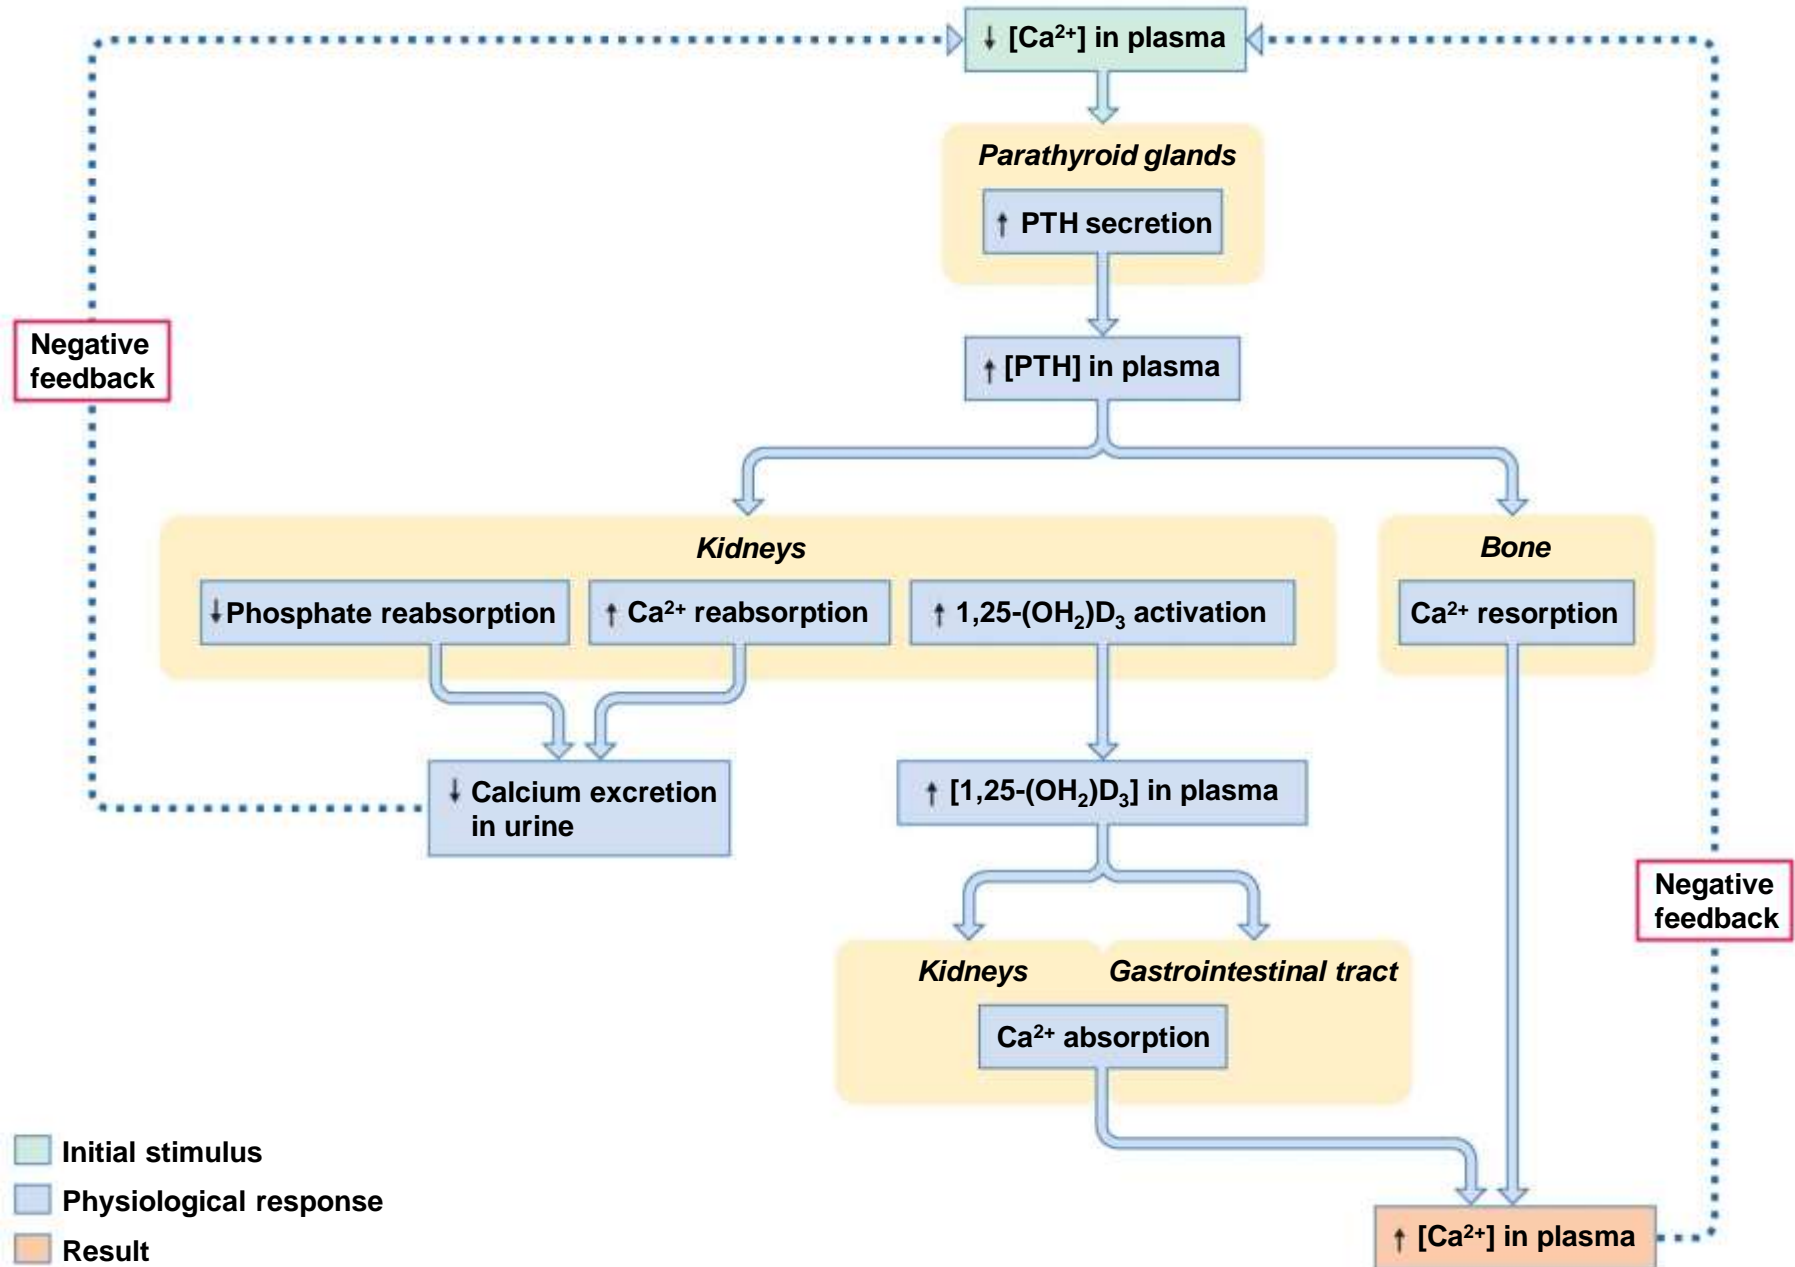 ↓ [Ca²⁺] in plasma
Parathyroid glands
↑ PTH secretion
Negative
feedback
↑ [PTH] in plasma
Kidneys
Bone
↓ Phosphate reabsorption
↑ Ca²⁺ reabsorption
↑ 1,25-(OH₂)D₃ activation
Ca²⁺ resorption
↓ Calcium excretion
in urine
↑ [1,25-(OH₂)D₃] in plasma
Negative
feedback
Kidneys
Gastrointestinal tract
Ca²⁺ absorption
Initial stimulus
Physiological response
Result
↑ [Ca²⁺] in plasma